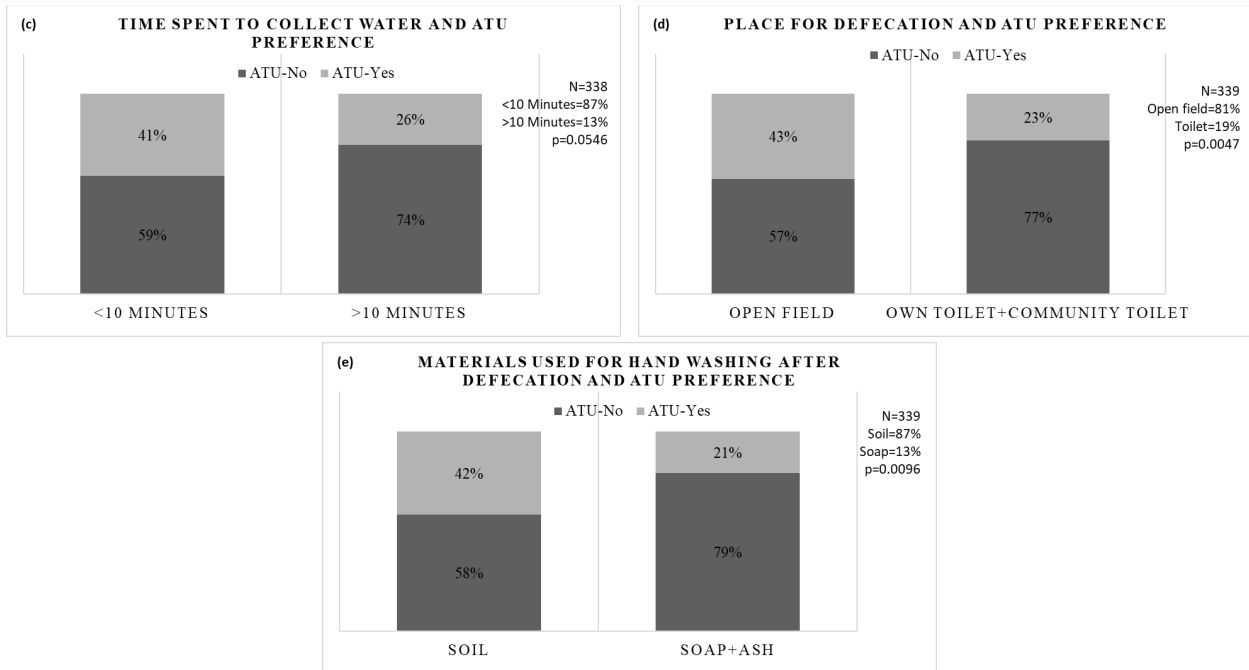 (c)
TIME SPENT TO COLLECT WATER AND ATU
PREFERENCE
ATU-No ATU-Yes
N=338
<10 Minutes=87%
>10 Minutes=13%
p=0.0546
41%
26%
59%
74%
<10 MINUTES
>10 MINUTES
(d)
PLACE FOR DEFECATION AND ATU PREFERENCE
ATU-No ATU-Yes
N=339
Open field=81%
Toilet=19%
p=0.0047
43%
23%
57%
77%
OPEN FIELD
OWN TOILET+COMMUNITY TOILET
(e)
MATERIALS USED FOR HAND WASHING AFTER
DEFECATION AND ATU PREFERENCE
ATU-No ATU-Yes
N=339
Soil=87%
Soap=13%
p=0.0096
42%
21%
58%
79%
SOIL
SOAP+ASH